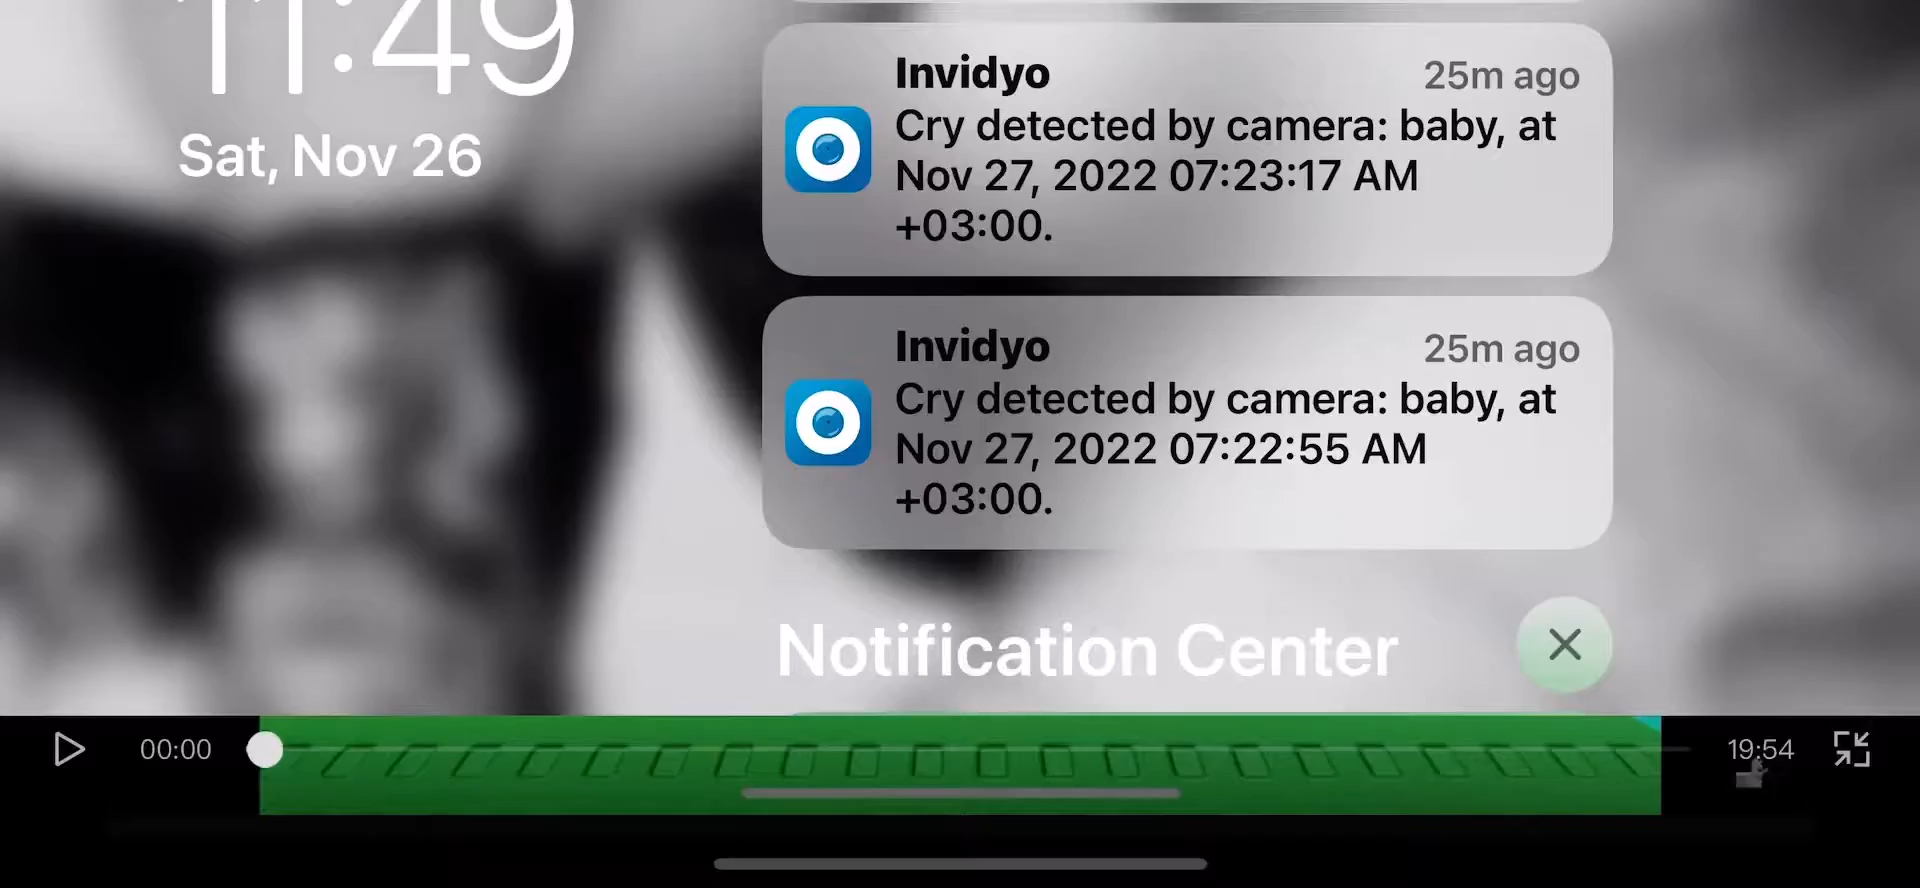 11:49
Sat, Nov 26
Invidyo
25m ago
Cry detected by camera: baby, at
Nov 27, 2022 07:23:17 AM
+03:00.
Invidyo
25m ago
Cry detected by camera: baby, at
Nov 27, 2022 07:22:55 AM
+03:00.
Notification Center
00:00
19:54